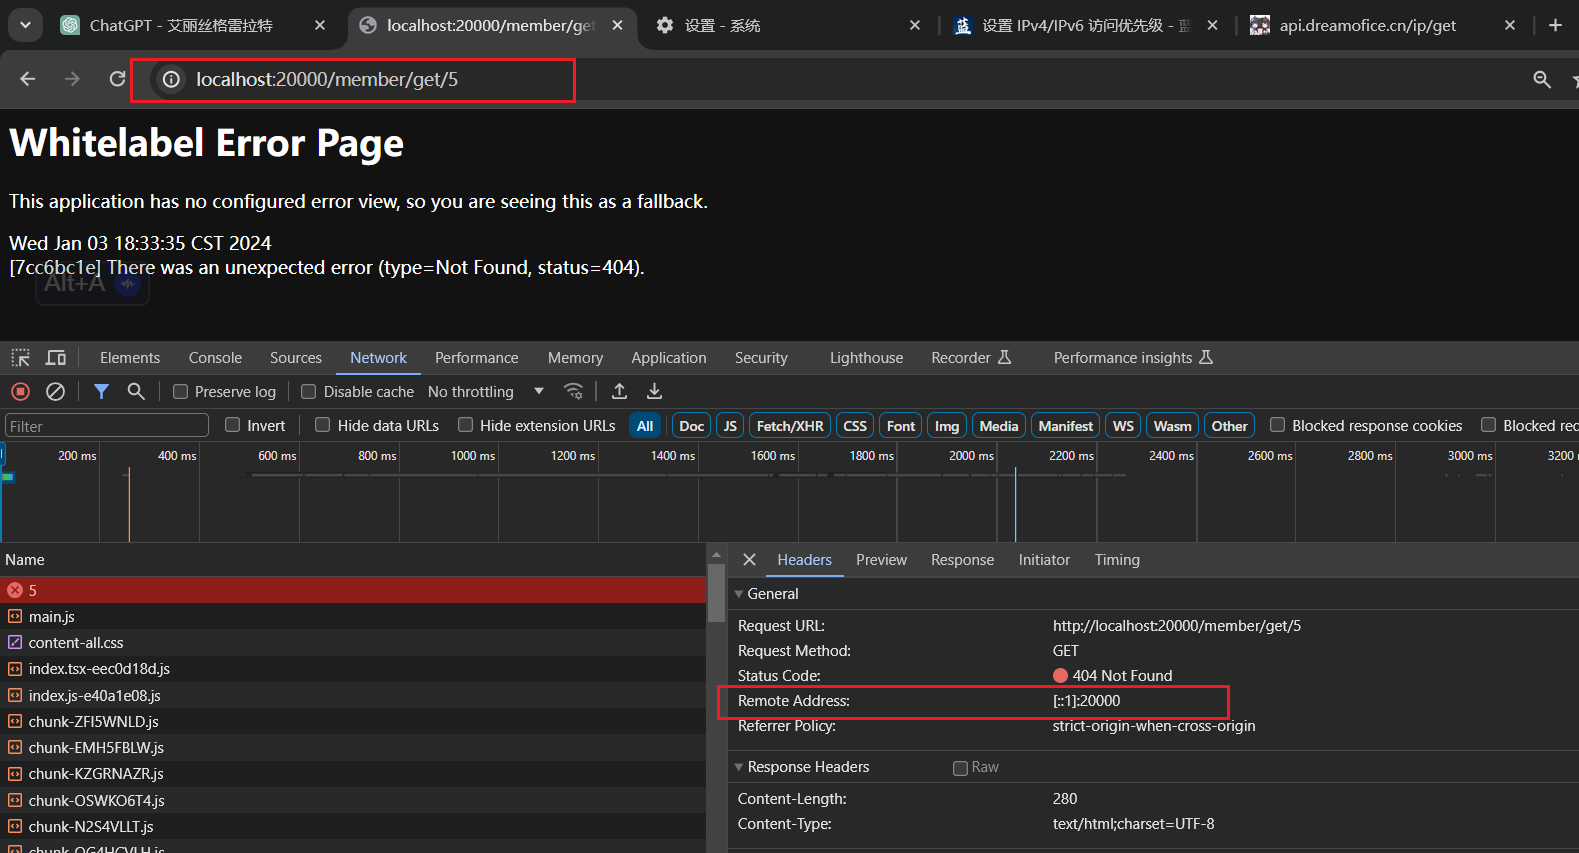 ChatGPT - 艾丽丝格雷拉特
localhost:20000/member/get
设置 - 系统
设置 IPv4/IPv6 访问优先级 - 蓝
api.dreamofice.cn/ip/get
localhost:20000/member/get/5
Whitelabel Error Page
This application has no configured error view, so you are seeing this as a fallback.
Wed Jan 03 18:33:35 CST 2024
[7cc6bc1e] There was an unexpected error (type=Not Found, status=404).
Alt+A
Elements Console Sources Network Performance Memory Application Security Lighthouse Recorder Performance insights
Preserve log Disable cache No throttling
Filter Invert Hide data URLs Hide extension URLs All Doc JS Fetch/XHR CSS Font Img Media Manifest WS Wasm Other Blocked response cookies Blocked rec
200 ms 400 ms 600 ms 800 ms 1000 ms 1200 ms 1400 ms 1600 ms 1800 ms 2000 ms 2200 ms 2400 ms 2600 ms 2800 ms 3000 ms 3200
Name
5
main.js
content-all.css
index.tsx-eec0d18d.js
index.js-e40a1e08.js
chunk-ZFI5WNLD.js
chunk-EMH5FBLW.js
chunk-KZGRNAZR.js
chunk-OSWKO6T4.js
chunk-N2S4VLLT.js
chunk-OG4HCVLH.js
Headers Preview Response Initiator Timing
General
Request URL: http://localhost:20000/member/get/5
Request Method: GET
Status Code: 404 Not Found
Remote Address: [::1]:20000
Referrer Policy: strict-origin-when-cross-origin
Response Headers Raw
Content-Length: 280
Content-Type: text/html;charset=UTF-8